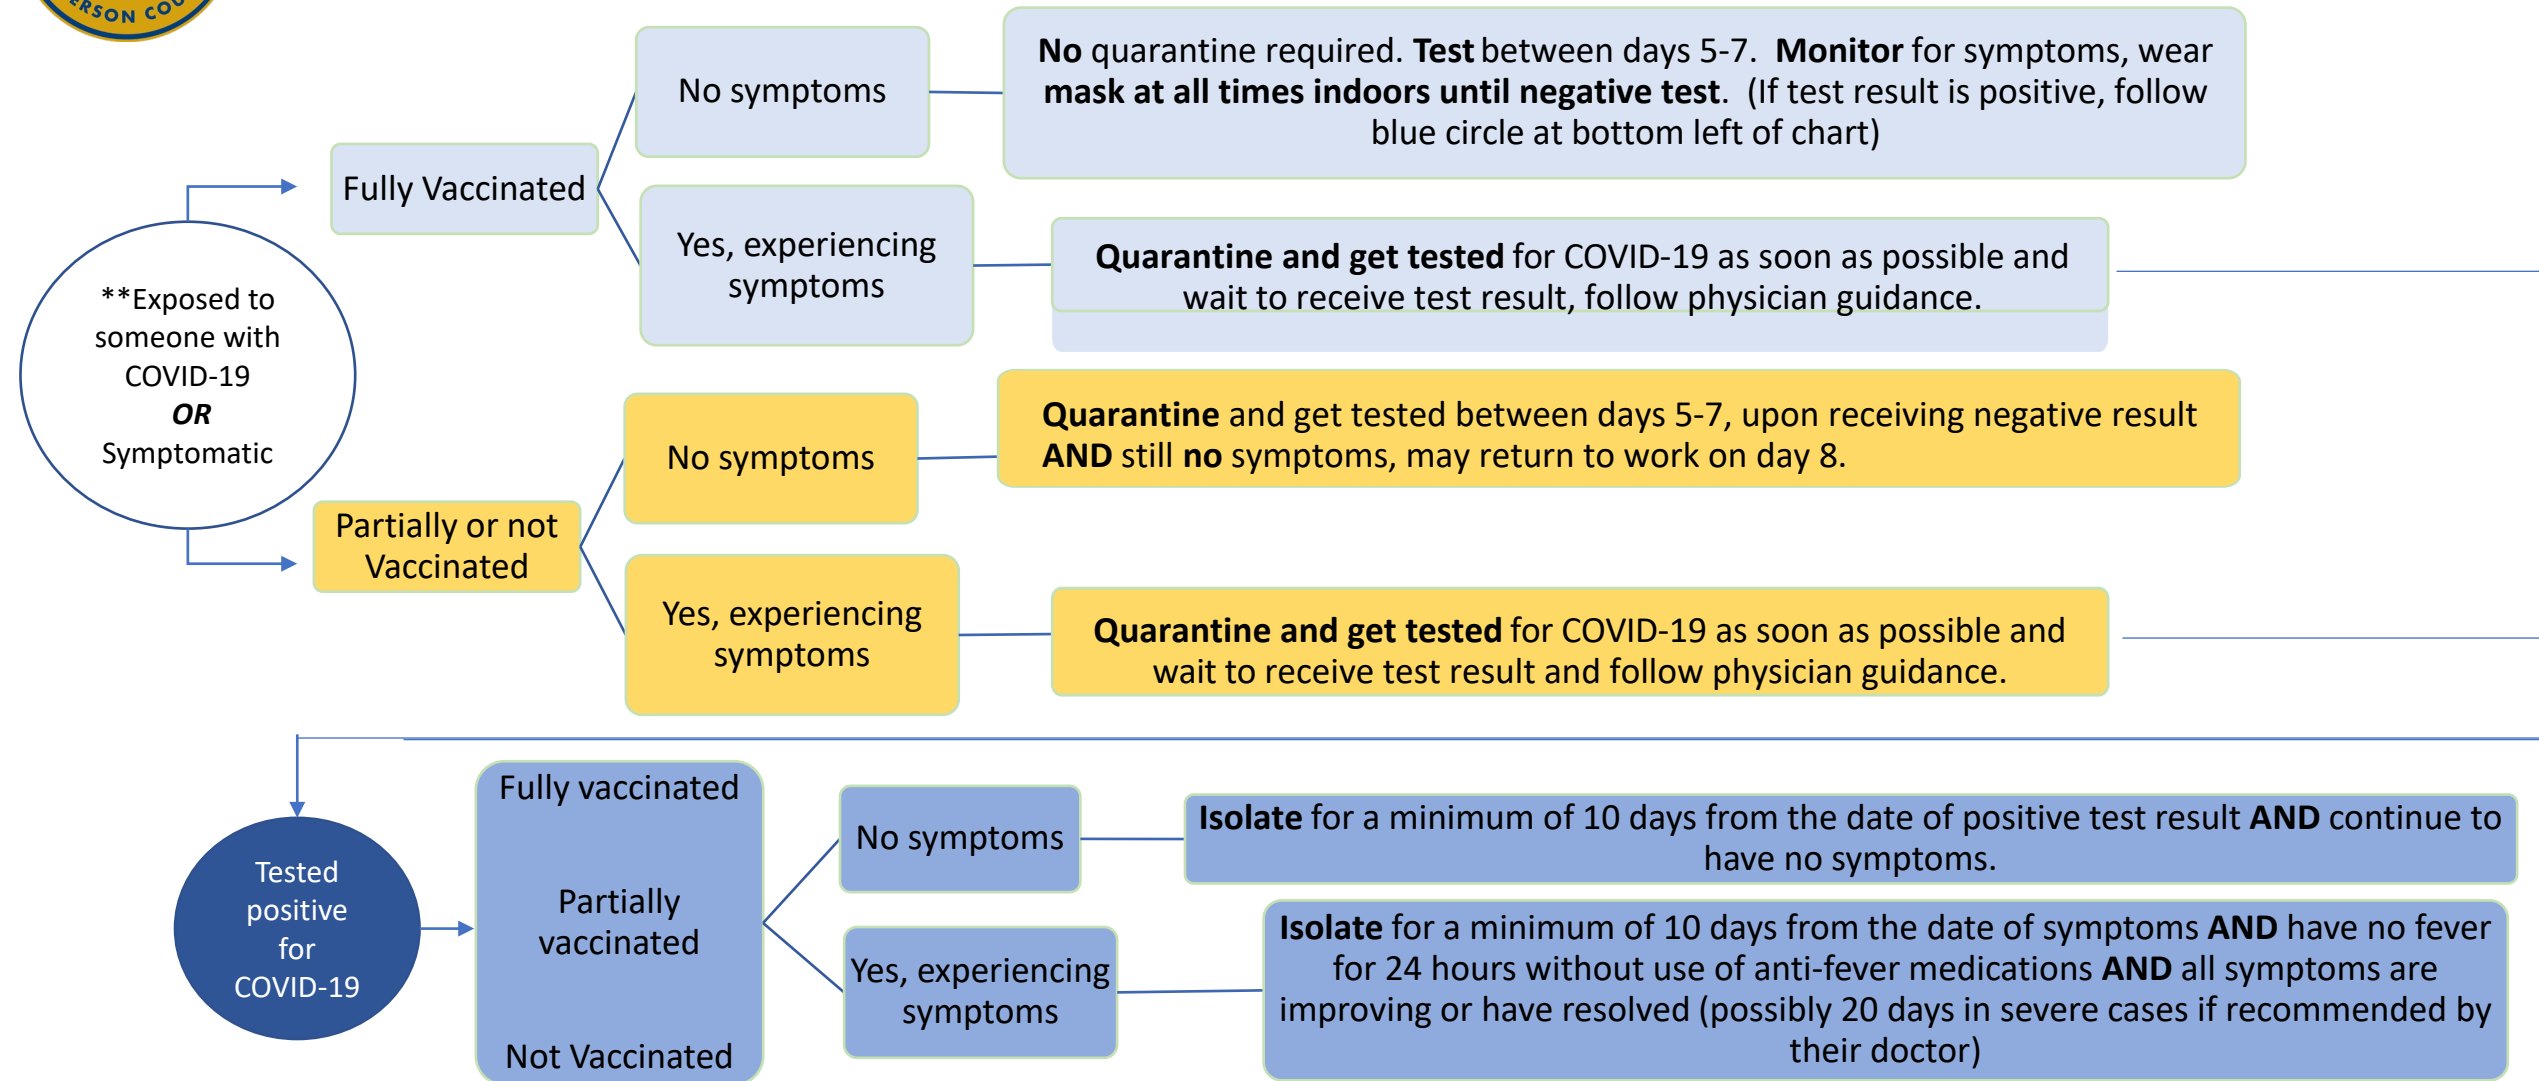 ERSON COU
No quarantine required. Test between days 5-7. Monitor for symptoms, wear
mask at all times indoors until negative test. (If test result is positive, follow
blue circle at bottom left of chart)
No symptoms
Fully Vaccinated
Yes, experiencing
symptoms
Quarantine and get tested for COVID-19 as soon as possible and
wait to receive test result, follow physician guidance.
**Exposed to
someone with
COVID-19
OR
Symptomatic
Quarantine and get tested between days 5-7, upon receiving negative result
AND still no symptoms, may return to work on day 8.
No symptoms
Partially or not
Vaccinated
Yes, experiencing
symptoms
Quarantine and get tested for COVID-19 as soon as possible and
wait to receive test result and follow physician guidance.
Tested
positive
for
COVID-19
Fully vaccinated
Partially
vaccinated
Not Vaccinated
No symptoms
Isolate for a minimum of 10 days from the date of positive test result AND continue to
have no symptoms.
Yes, experiencing
symptoms
Isolate for a minimum of 10 days from the date of symptoms AND have no fever
for 24 hours without use of anti-fever medications AND all symptoms are
improving or have resolved (possibly 20 days in severe cases if recommended by
their doctor)